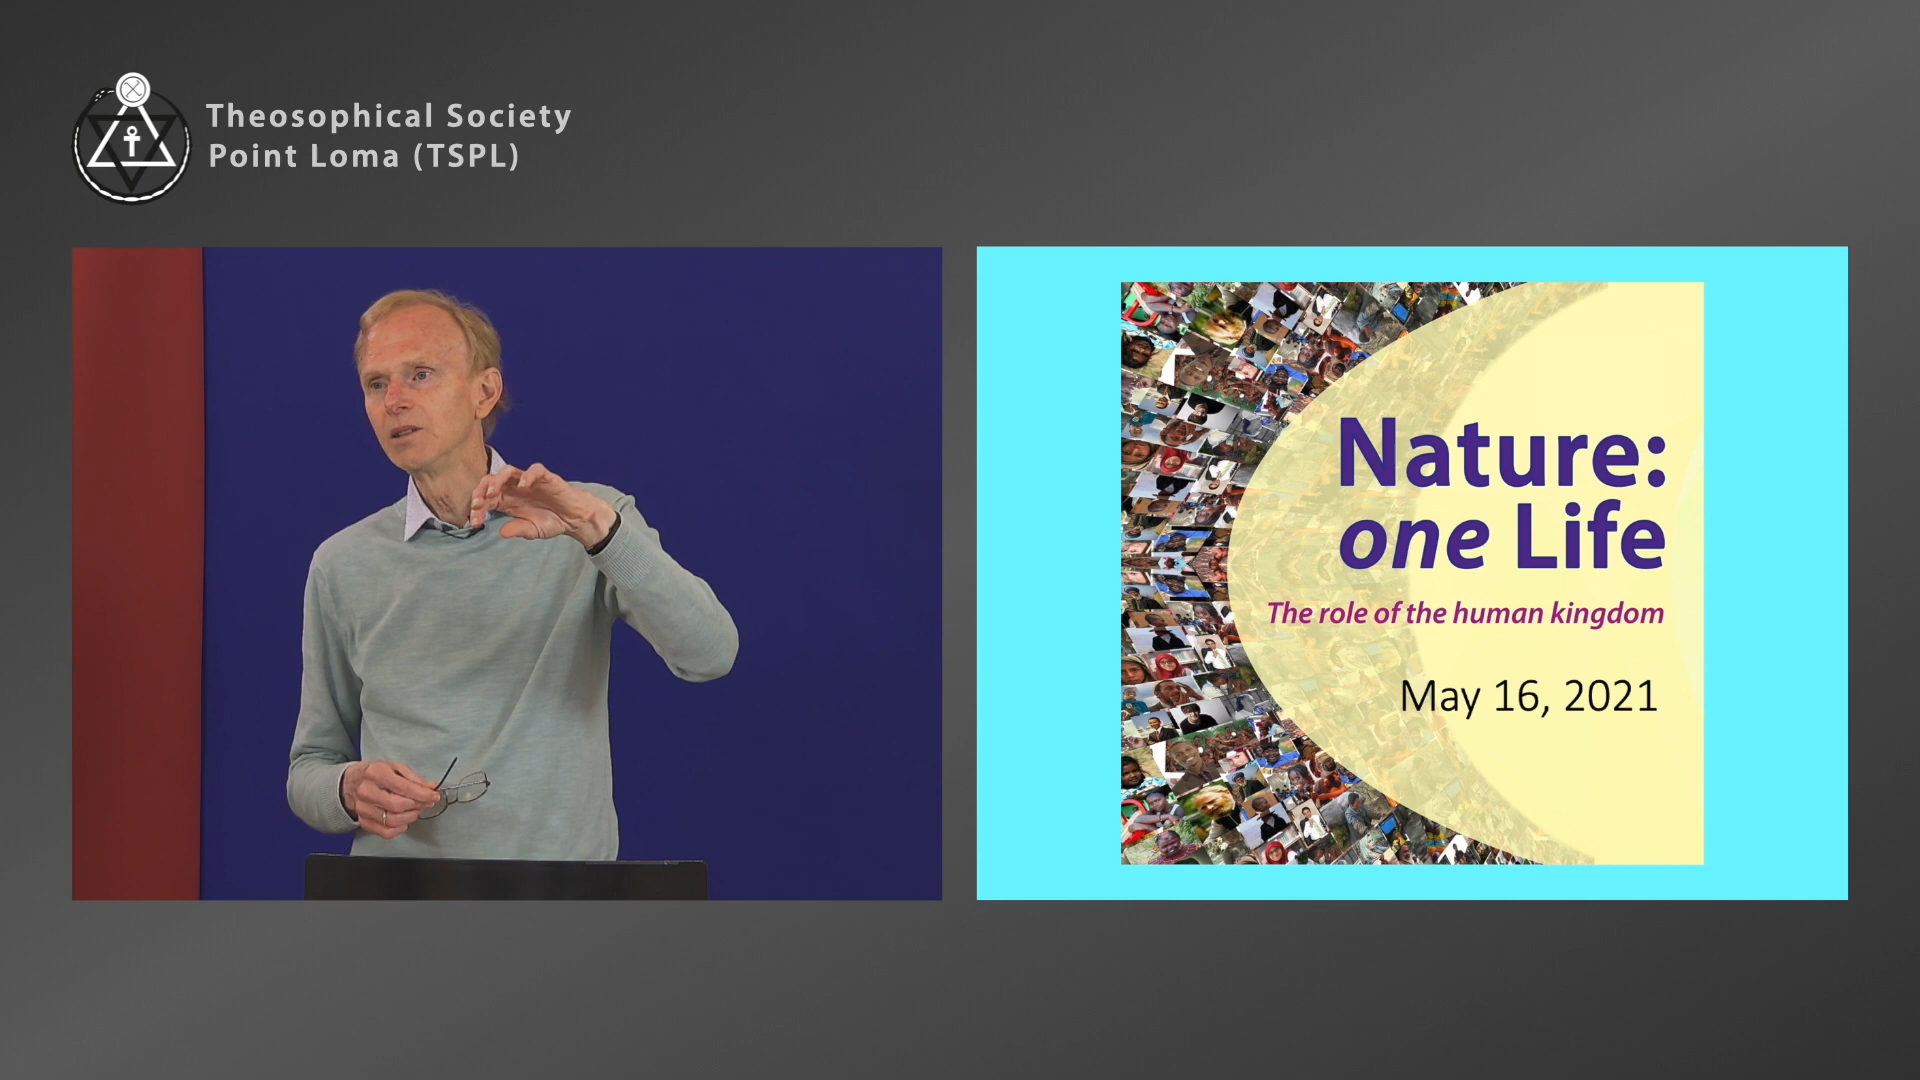 Theosophical Society
Point Loma (TSPL)
Nature:
one Life
The role of the human kingdom
May 16, 2021